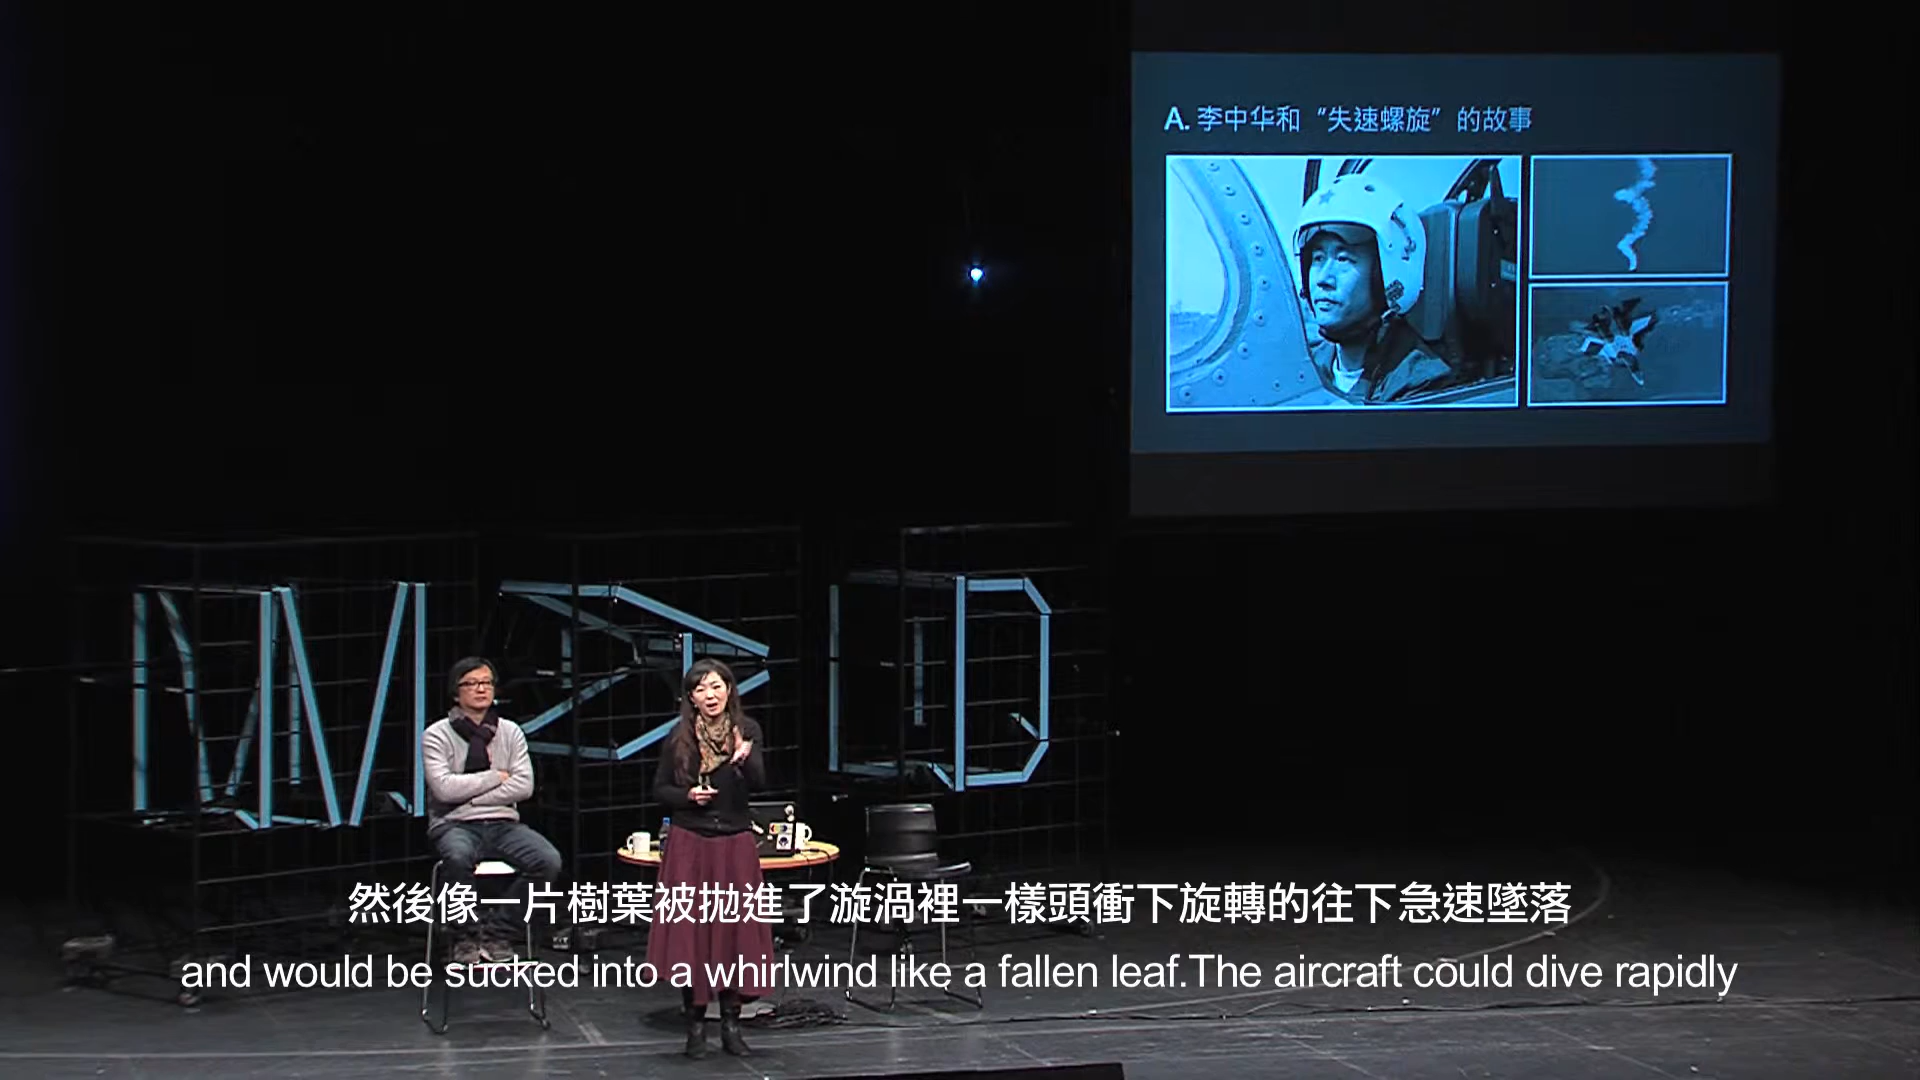 A. 李中华和“失速螺旋”的故事
然後像一片樹葉被拋進了漩渦裡一樣頭衝下旋轉的往下急速墜落
and would be sucked into a whirlwind like a fallen leaf.The aircraft could dive rapidly